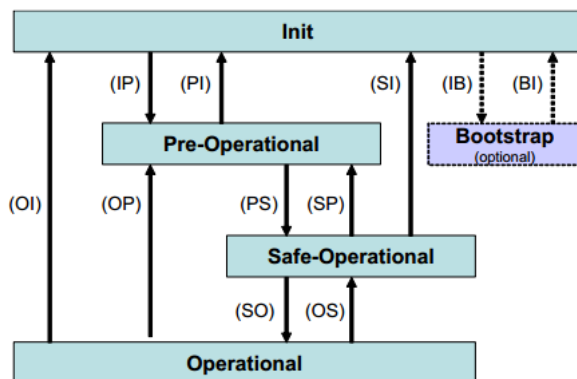 Init
(IP)
(PI)
(SI)
(IB)
(BI)
Pre-Operational
Bootstrap
(optional)
(OI)
(OP)
(PS)
(SP)
Safe-Operational
(SO)
(OS)
Operational